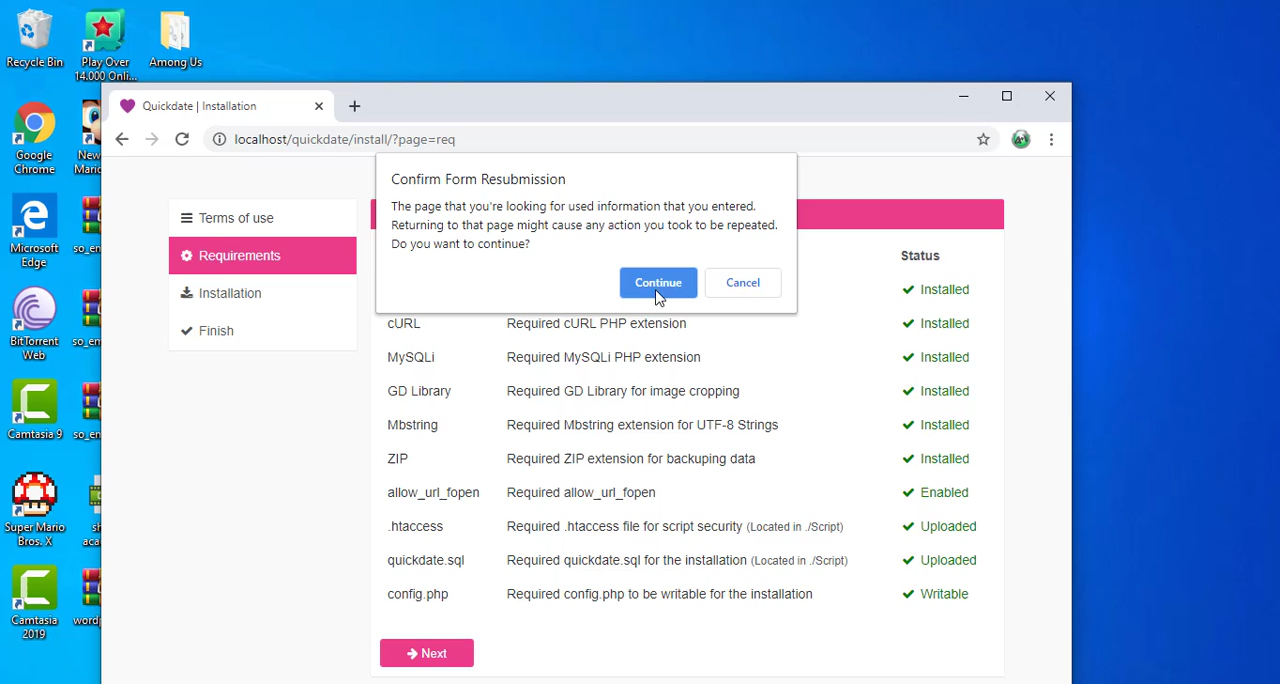 Recycle Bin
Play Over
14.000 Onli...
Among Us
Google
Chrome
New
Mario
Microsoft
Edge
so_en
BitTorrent
Web
so_en
Camtasia 9
so_en
Super Mario
Bros. X
sh
aca
Camtasia
2019
wordp
Quickdate | Installation
localhost/quickdate/install/?page=req
Confirm Form Resubmission
The page that you're looking for used information that you entered.
Returning to that page might cause any action you took to be repeated.
Do you want to continue?
Continue
Cancel
Terms of use
Requirements
Installation
Finish
Status
Installed
cURL Required cURL PHP extension Installed
MySQLi Required MySQLi PHP extension Installed
GD Library Required GD Library for image cropping Installed
Mbstring Required Mbstring extension for UTF-8 Strings Installed
ZIP Required ZIP extension for backuping data Installed
allow_url_fopen Required allow_url_fopen Enabled
.htaccess Required .htaccess file for script security (Located in ./Script) Uploaded
quickdate.sql Required quickdate.sql for the installation (Located in ./Script) Uploaded
config.php Required config.php to be writable for the installation Writable
Next